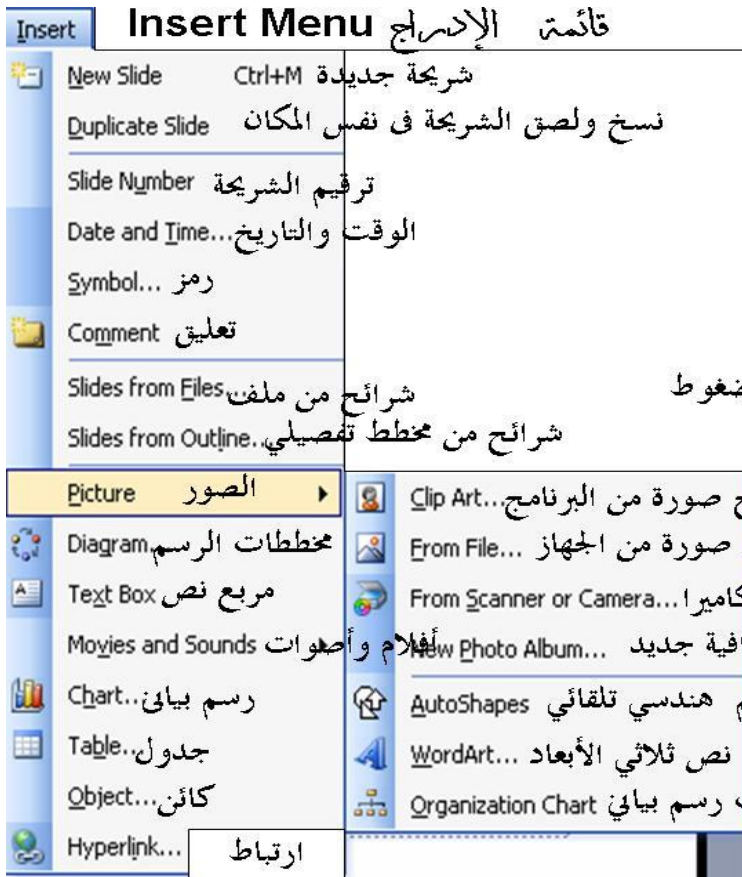 Insert Insert Menu قائمة الإدراج
New Slide Ctrl+M شريحة جديدة
Duplicate Slide نسخ ولصق الشريحة فى نفس المكان
Slide Number ترقيم الشريحة
Date and Time... الوقت والتاريخ
Symbol... رمز
Comment تعليق
Slides from Files... شرائح من ملف
Slides from Outline... شرائح من مخطط تفصيلي
Picture الصور
Clip Art... صورة من البرنامج
Diagram... مخططات الرسم
From File... صورة من الجهاز
Text Box مربع نص
From Scanner or Camera...
Movies and Sounds أفلام وأصوات
New Photo Album... جديد
Chart... رسم بياني
AutoShapes هندسي تلقائي
Table... جدول
WordArt... نص ثلاثي الأبعاد
Object... كائن
Organization Chart رسم بياني
Hyperlink... ارتباط